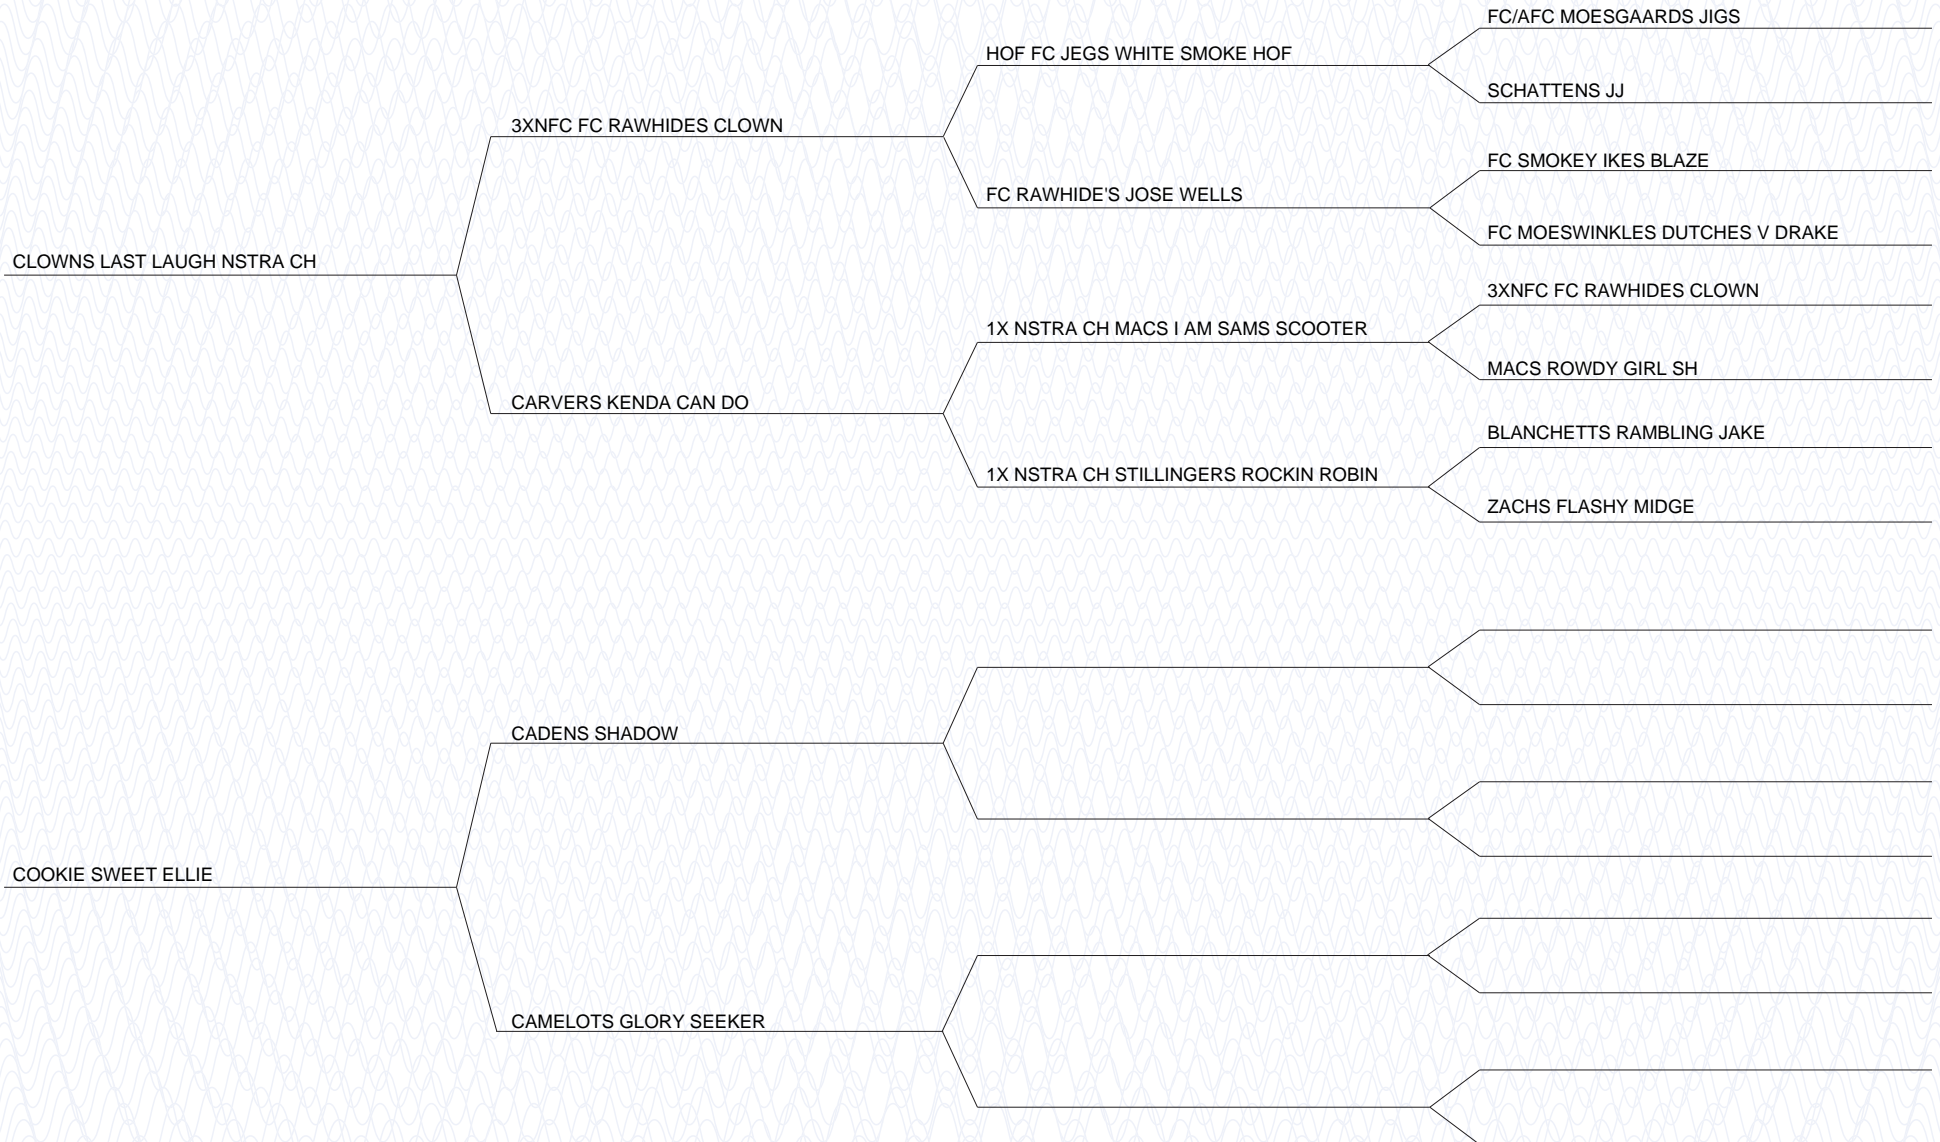 FC/AFC MOESGAARDS JIGS
HOF FC JEGS WHITE SMOKE HOF
SCHATTENS JJ
3XNFC FC RAWHIDES CLOWN
FC SMOKEY IKES BLAZE
FC RAWHIDE'S JOSE WELLS
FC MOESWINKLES DUTCHES V DRAKE
CLOWNS LAST LAUGH NSTRA CH
3XNFC FC RAWHIDES CLOWN
1X NSTRA CH MACS I AM SAMS SCOOTER
MACS ROWDY GIRL SH
CARVERS KENDA CAN DO
BLANCHETTS RAMBLING JAKE
1X NSTRA CH STILLINGERS ROCKIN ROBIN
ZACHS FLASHY MIDGE
CADENS SHADOW
COOKIE SWEET ELLIE
CAMELOTS GLORY SEEKER